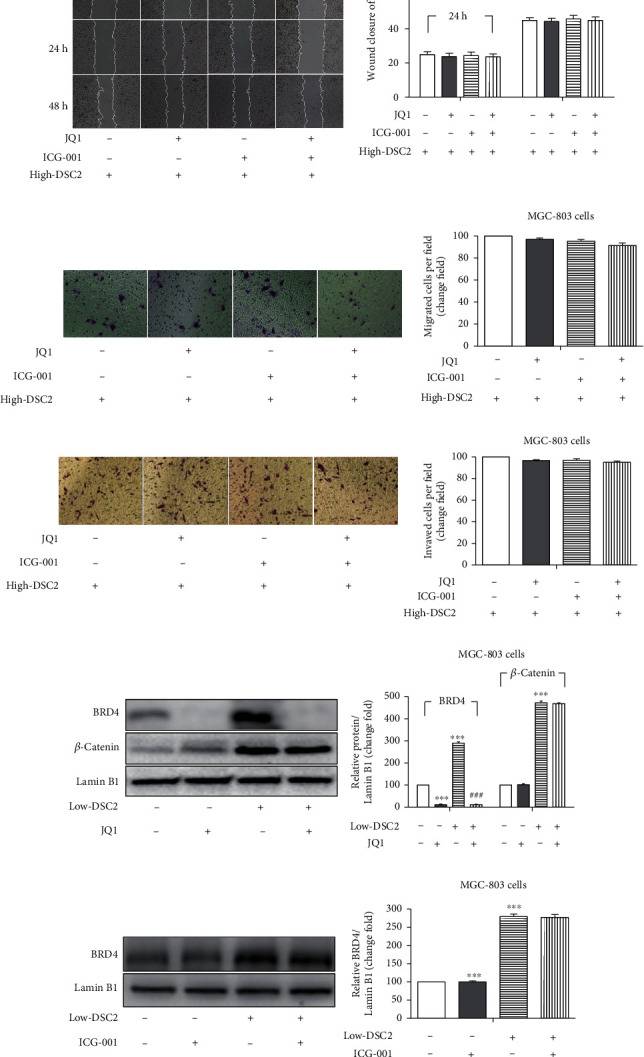 24 h
48 h
JQ1 – + – +
ICG-001 – – + +
High-DSC2 + + + +
Wound closure of
40
20
0
24 h
JQ1 – + – + – + – +
ICG-001 – – + + – – + +
High-DSC2 + + + + + + + +
JQ1 – + – +
ICG-001 – – + +
High-DSC2 + + + +
MGC-803 cells
Migrated cells per field
(change field)
100
80
60
40
20
0
JQ1 – + – +
ICG-001 – – + +
High-DSC2 + + + +
JQ1 – + – +
ICG-001 – – + +
High-DSC2 + + + +
MGC-803 cells
Invaved cells per field
(change field)
100
80
60
40
20
0
JQ1 – + – +
ICG-001 – – + +
High-DSC2 + + + +
BRD4
β-Catenin
Lamin B1
Low-DSC2 – – + +
JQ1 – + – +
MGC-803 cells
Relative protein/
Lamin B1 (change fold)
500
400
300
200
100
0
BRD4
β-Catenin
***
***
###
***
Low-DSC2 – – + + – – + +
JQ1 – + – + – + – +
BRD4
Lamin B1
Low-DSC2 – – + +
ICG-001 – + – +
MGC-803 cells
Relative BRD4/
Lamin B1 (change fold)
300
250
200
150
100
50
0
***
***
Low-DSC2 – – + +
ICG-001 – + – +